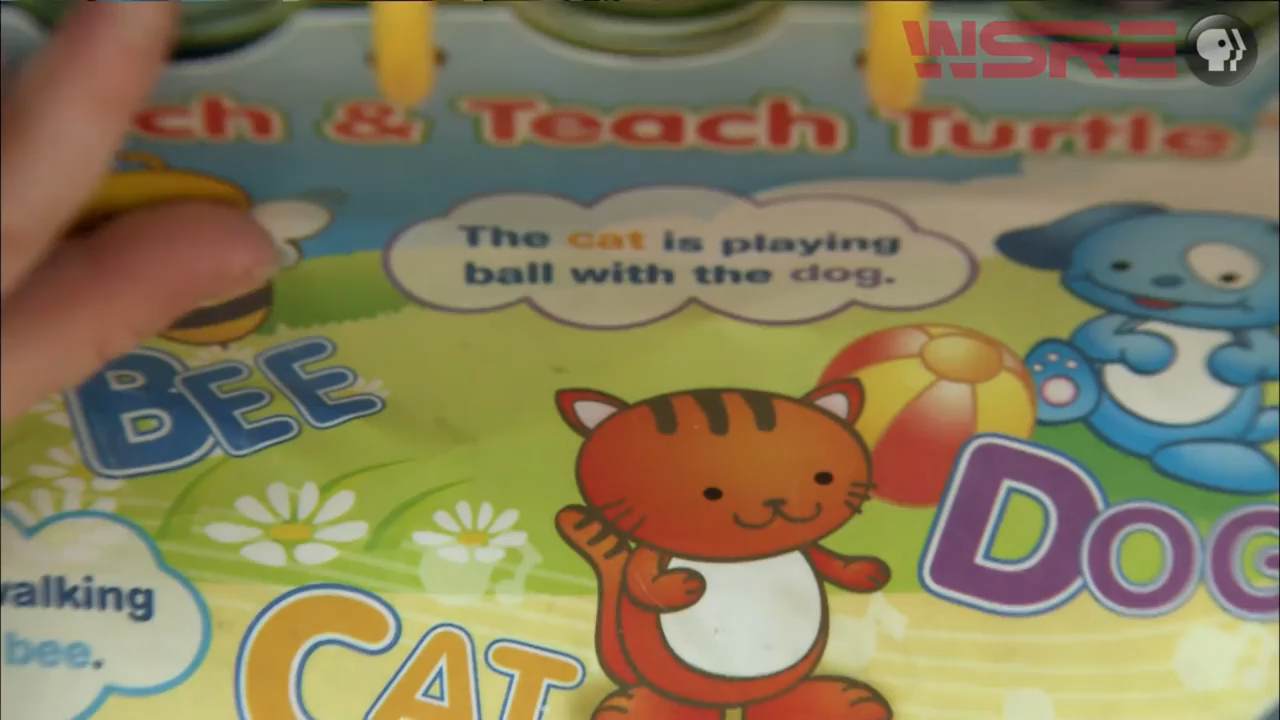 WSRE
ch & Teach Turtle
The cat is playing
ball with the dog.
BEE
DOG
walking
bee.
CAT